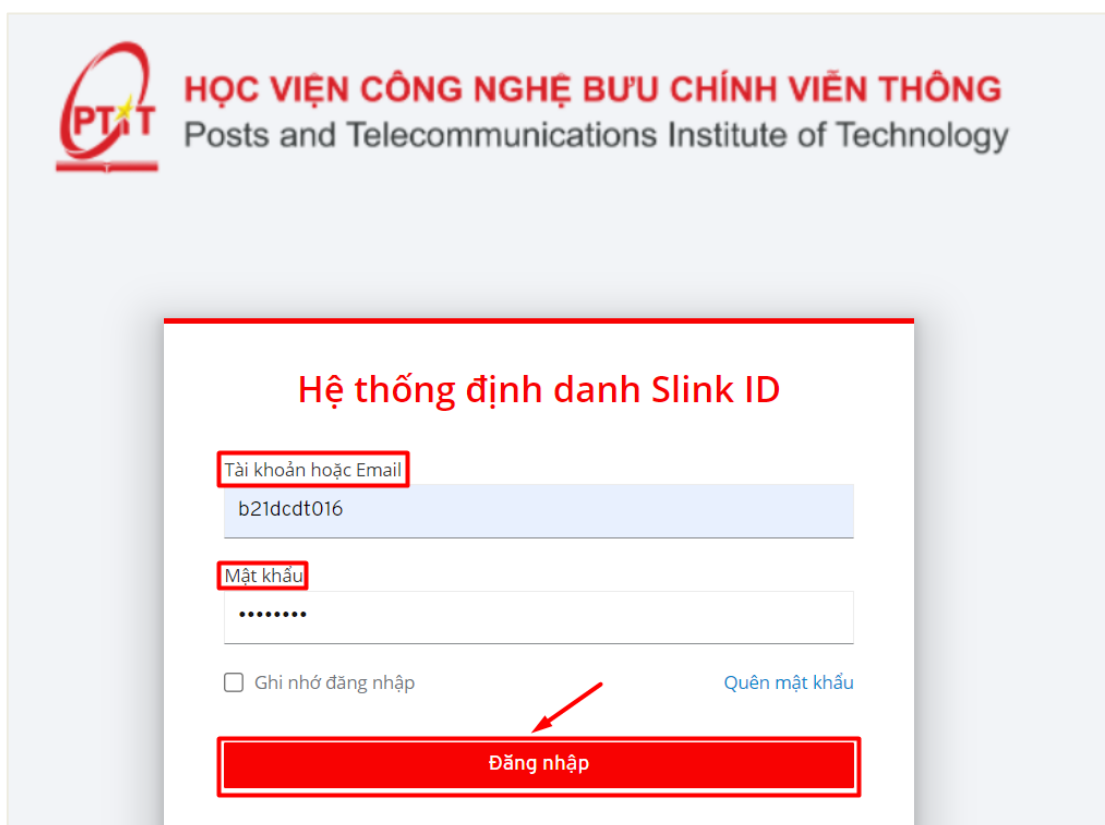 PTIT
HỌC VIỆN CÔNG NGHỆ BƯU CHÍNH VIỄN THÔNG
Posts and Telecommunications Institute of Technology
Hệ thống định danh Slink ID
Tài khoản hoặc Email
b21dcdt016
Mật khẩu
••••••••
Ghi nhớ đăng nhập
Quên mật khẩu
Đăng nhập